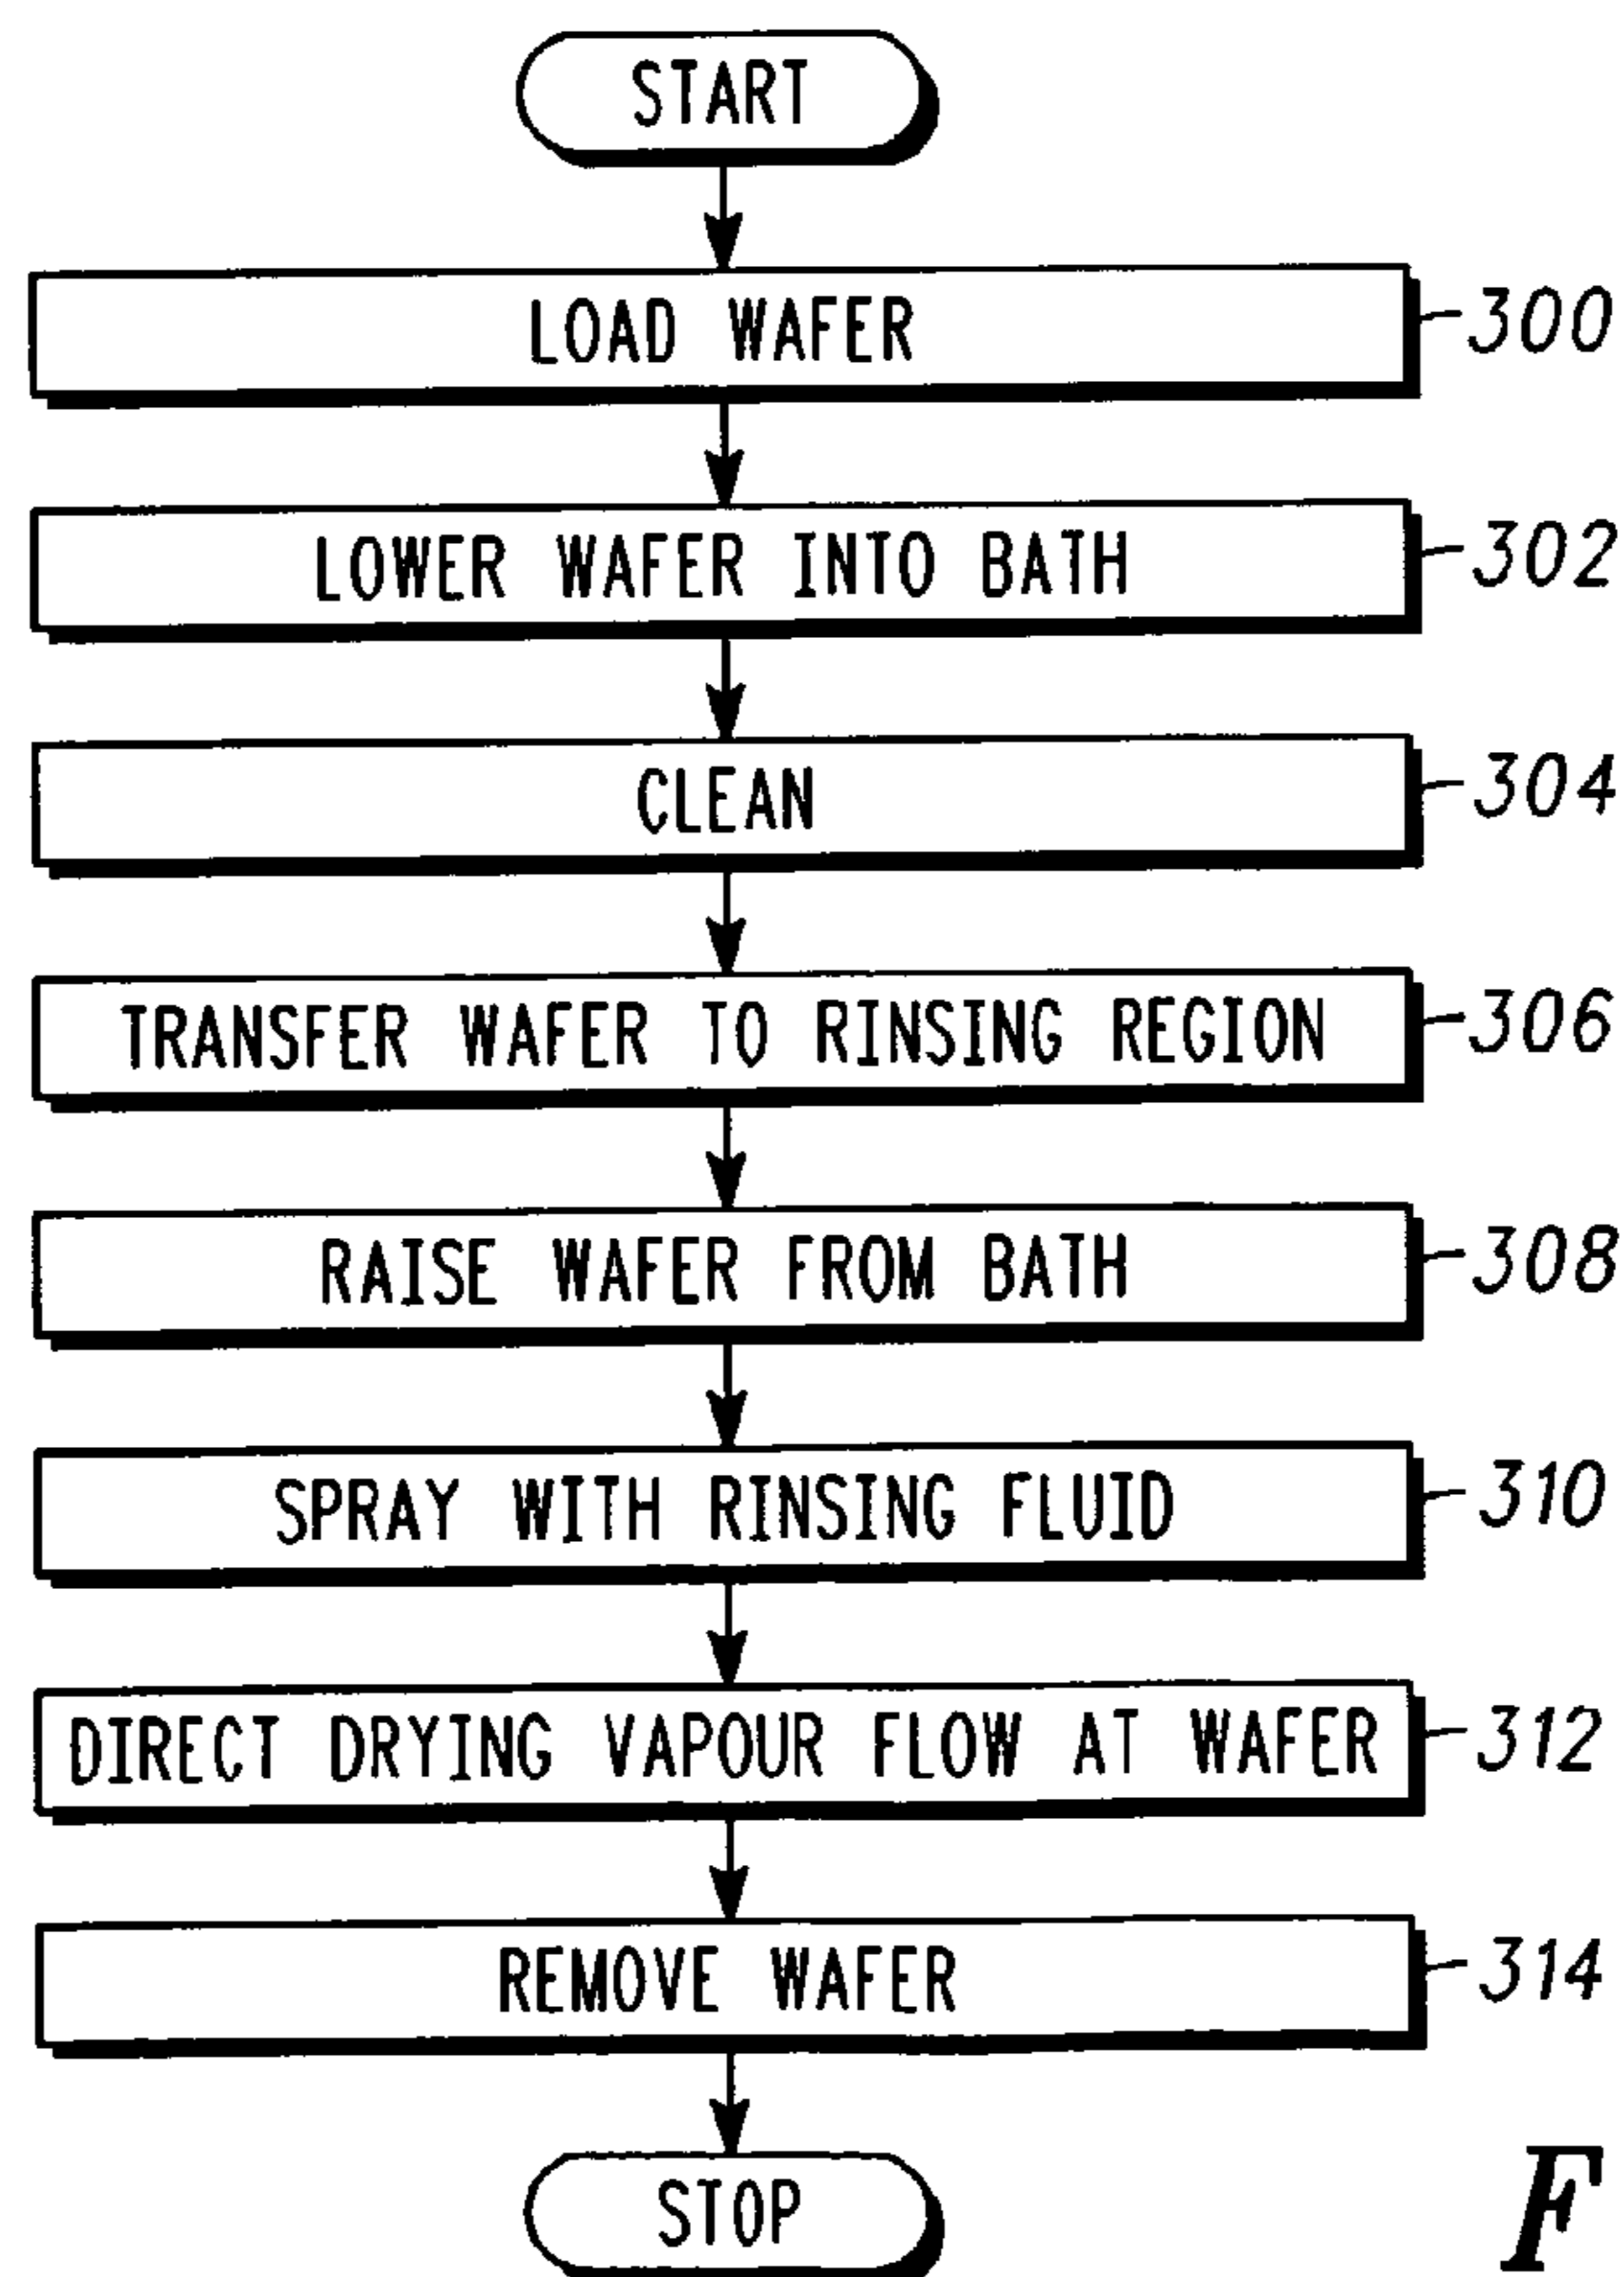 START
LOAD WAFER
300
LOWER WAFER INTO BATH
302
CLEAN
304
TRANSFER WAFER TO RINSING REGION
306
RAISE WAFER FROM BATH
308
SPRAY WITH RINSING FLUID
310
DIRECT DRYING VAPOUR FLOW AT WAFER
312
REMOVE WAFER
314
STOP
F